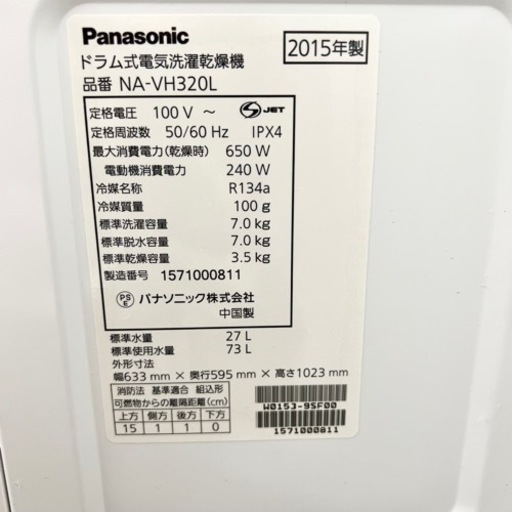 Panasonic
2015年製
ドラム式電気洗濯乾燥機
品番 NA-VH320L
定格電圧 100 V ～ S JET
定格周波数 50/60 Hz IPX4
最大消費電力(乾燥時) 650 W
電動機消費電力 240 W
冷媒名称 R134a
冷媒質量 100 g
標準洗濯容量 7.0 kg
標準脱水容量 7.0 kg
標準乾燥容量 3.5 kg
製造番号 1571000811
PS E パナソニック株式会社
中国製
標準水量 27 L
標準使用水量 73 L
外形寸法
幅633 mm × 奥行595 mm × 高さ1023 mm
消防法 基準適合 組込形
可燃物からの離隔距離(cm)
上方 側方 後方 下方
15 1 1 0
W015J-9SF00
1571000811